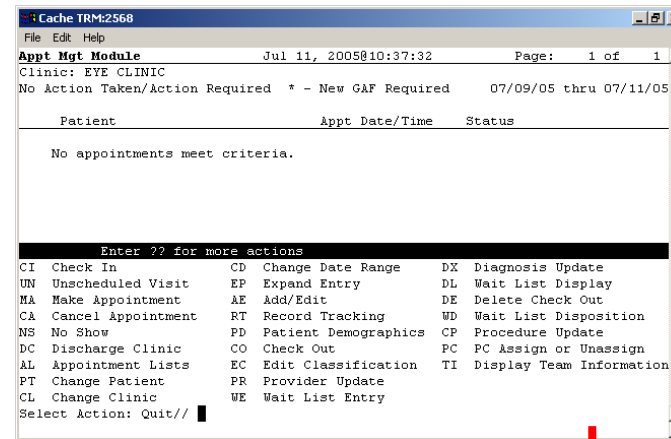 Cache TRM:2568
File Edit Help
Appt Mgt Module Jul 11, 2005@10:37:32 Page: 1 of 1
Clinic: EYE CLINIC
No Action Taken/Action Required * - New GAF Required 07/09/05 thru 07/11/05
Patient Appt Date/Time Status
No appointments meet criteria.
Enter ?? for more actions
CI Check In CD Change Date Range DX Diagnosis Update
UN Unscheduled Visit EP Expand Entry DL Wait List Display
MA Make Appointment AE Add/Edit DE Delete Check Out
CA Cancel Appointment RT Record Tracking WD Wait List Disposition
NS No Show PD Patient Demographics CP Procedure Update
DC Discharge Clinic CO Check Out PC PC Assign or Unassign
AL Appointment Lists EC Edit Classification TI Display Team Information
PT Change Patient PR Provider Update
CL Change Clinic WE Wait List Entry
Select Action: Quit//